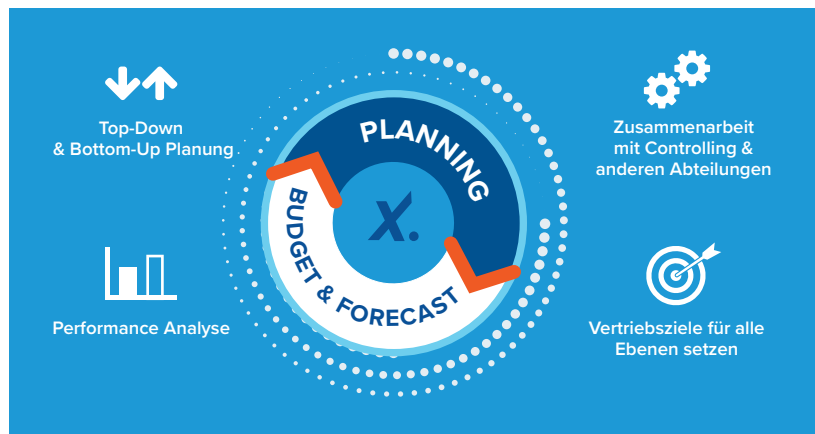 Top-Down
& Bottom-Up Planung
Performance Analyse
PLANNING
BUDGET & FORECAST
x.
Zusammenarbeit
mit Controlling &
anderen Abteilungen
Vertriebsziele für alle
Ebenen setzen